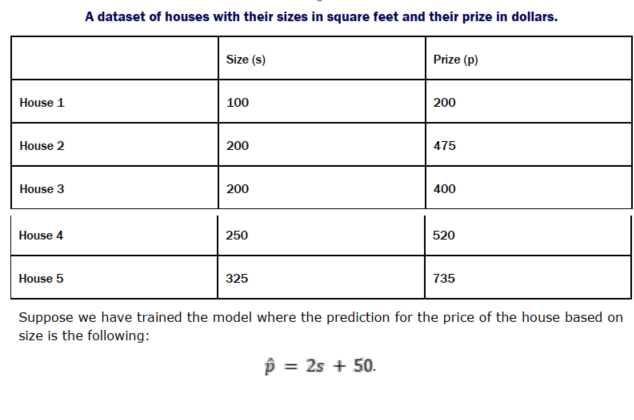 A dataset of houses with their sizes in square feet and their prize in dollars.
Size (s) Prize (p)
House 1 100 200
House 2 200 475
House 3 200 400
House 4 250 520
House 5 325 735
Suppose we have trained the model where the prediction for the price of the house based on
size is the following:
p̂ = 2s + 50.